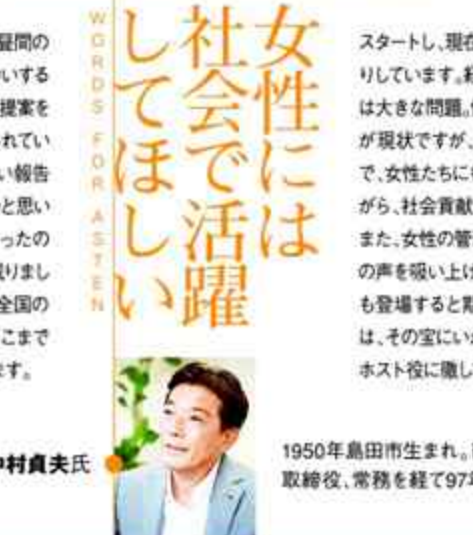 女性には
社会で活躍
してほしい
WORDS FOR ASTEN
スタートし、現在
りしています。
は大きな問題。
が現状ですが、
で、女性たちに
がら、社会貢献
また、女性の管
の声を吸い上げ
も登場すると
は、その宝にい
ホスト役に徹し
昼間の
いする
提案を
れてい
い報告
と思い
ったの
残りまし
全国の
こまで
ます。
中村貞夫氏
1950年島田市生まれ。
取締役、常務を経て97年